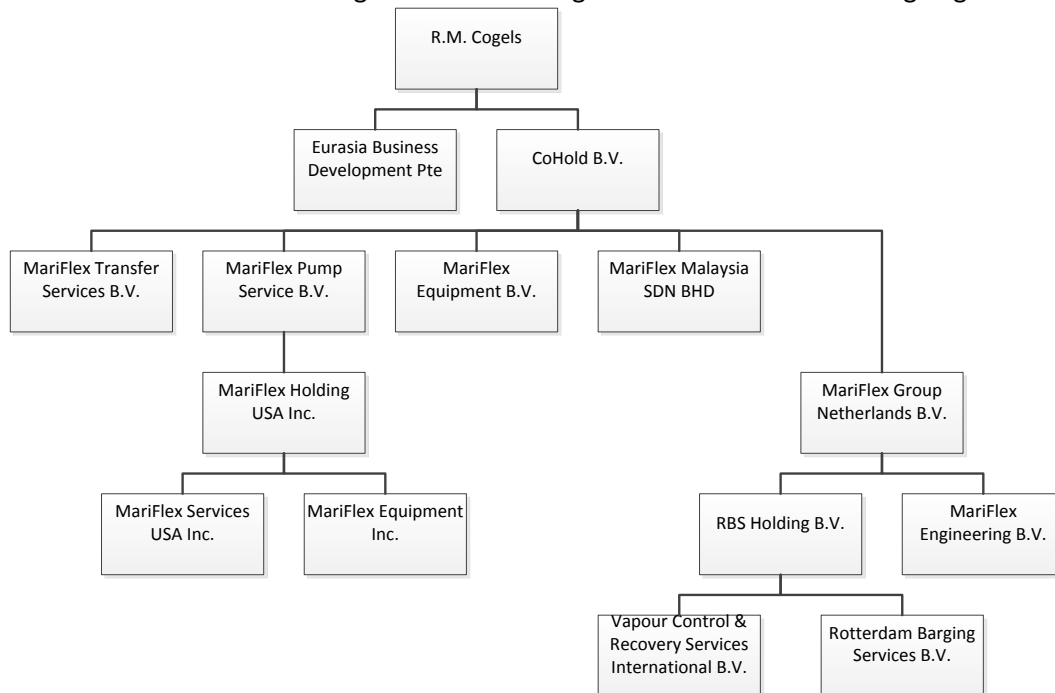 R.M. Cogels
Eurasia Business
Development Pte
CoHold B.V.
MariFlex Transfer
Services B.V.
MariFlex Pump
Service B.V.
MariFlex
Equipment B.V.
MariFlex Malaysia
SDN BHD
MariFlex Holding
USA Inc.
MariFlex Group
Netherlands B.V.
MariFlex Services
USA Inc.
MariFlex Equipment
Inc.
RBS Holding B.V.
MariFlex
Engineering B.V.
Vapour Control &
Recovery Services
International B.V.
Rotterdam Barging
Services B.V.